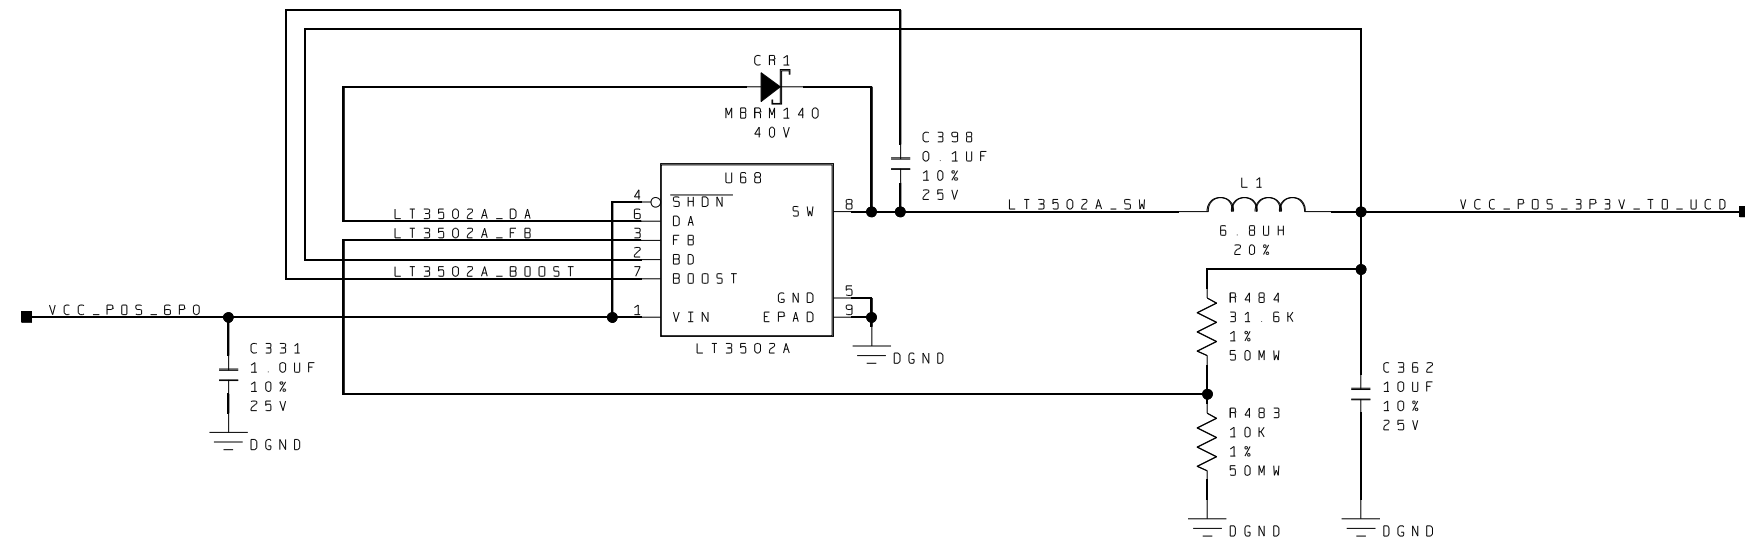 CR1
MBRM140
40V
C398
0.1UF
10%
25V
U68
4
SHDN
LT3502A_DA
6
DA
LT3502A_FB
3
FB
2
BD
LT3502A_BOOST
7
BOOST
VCC_POS_6P0
1
VIN
SW
8
GND
5
EPAD
9
LT3502A
DGND
LT3502A_SW
L1
6.8UH
20%
VCC_POS_3P3V_TO_UCD
C331
1.0UF
10%
25V
DGND
R484
31.6K
1%
50MW
R483
10K
1%
50MW
DGND
C362
10UF
10%
25V
DGND